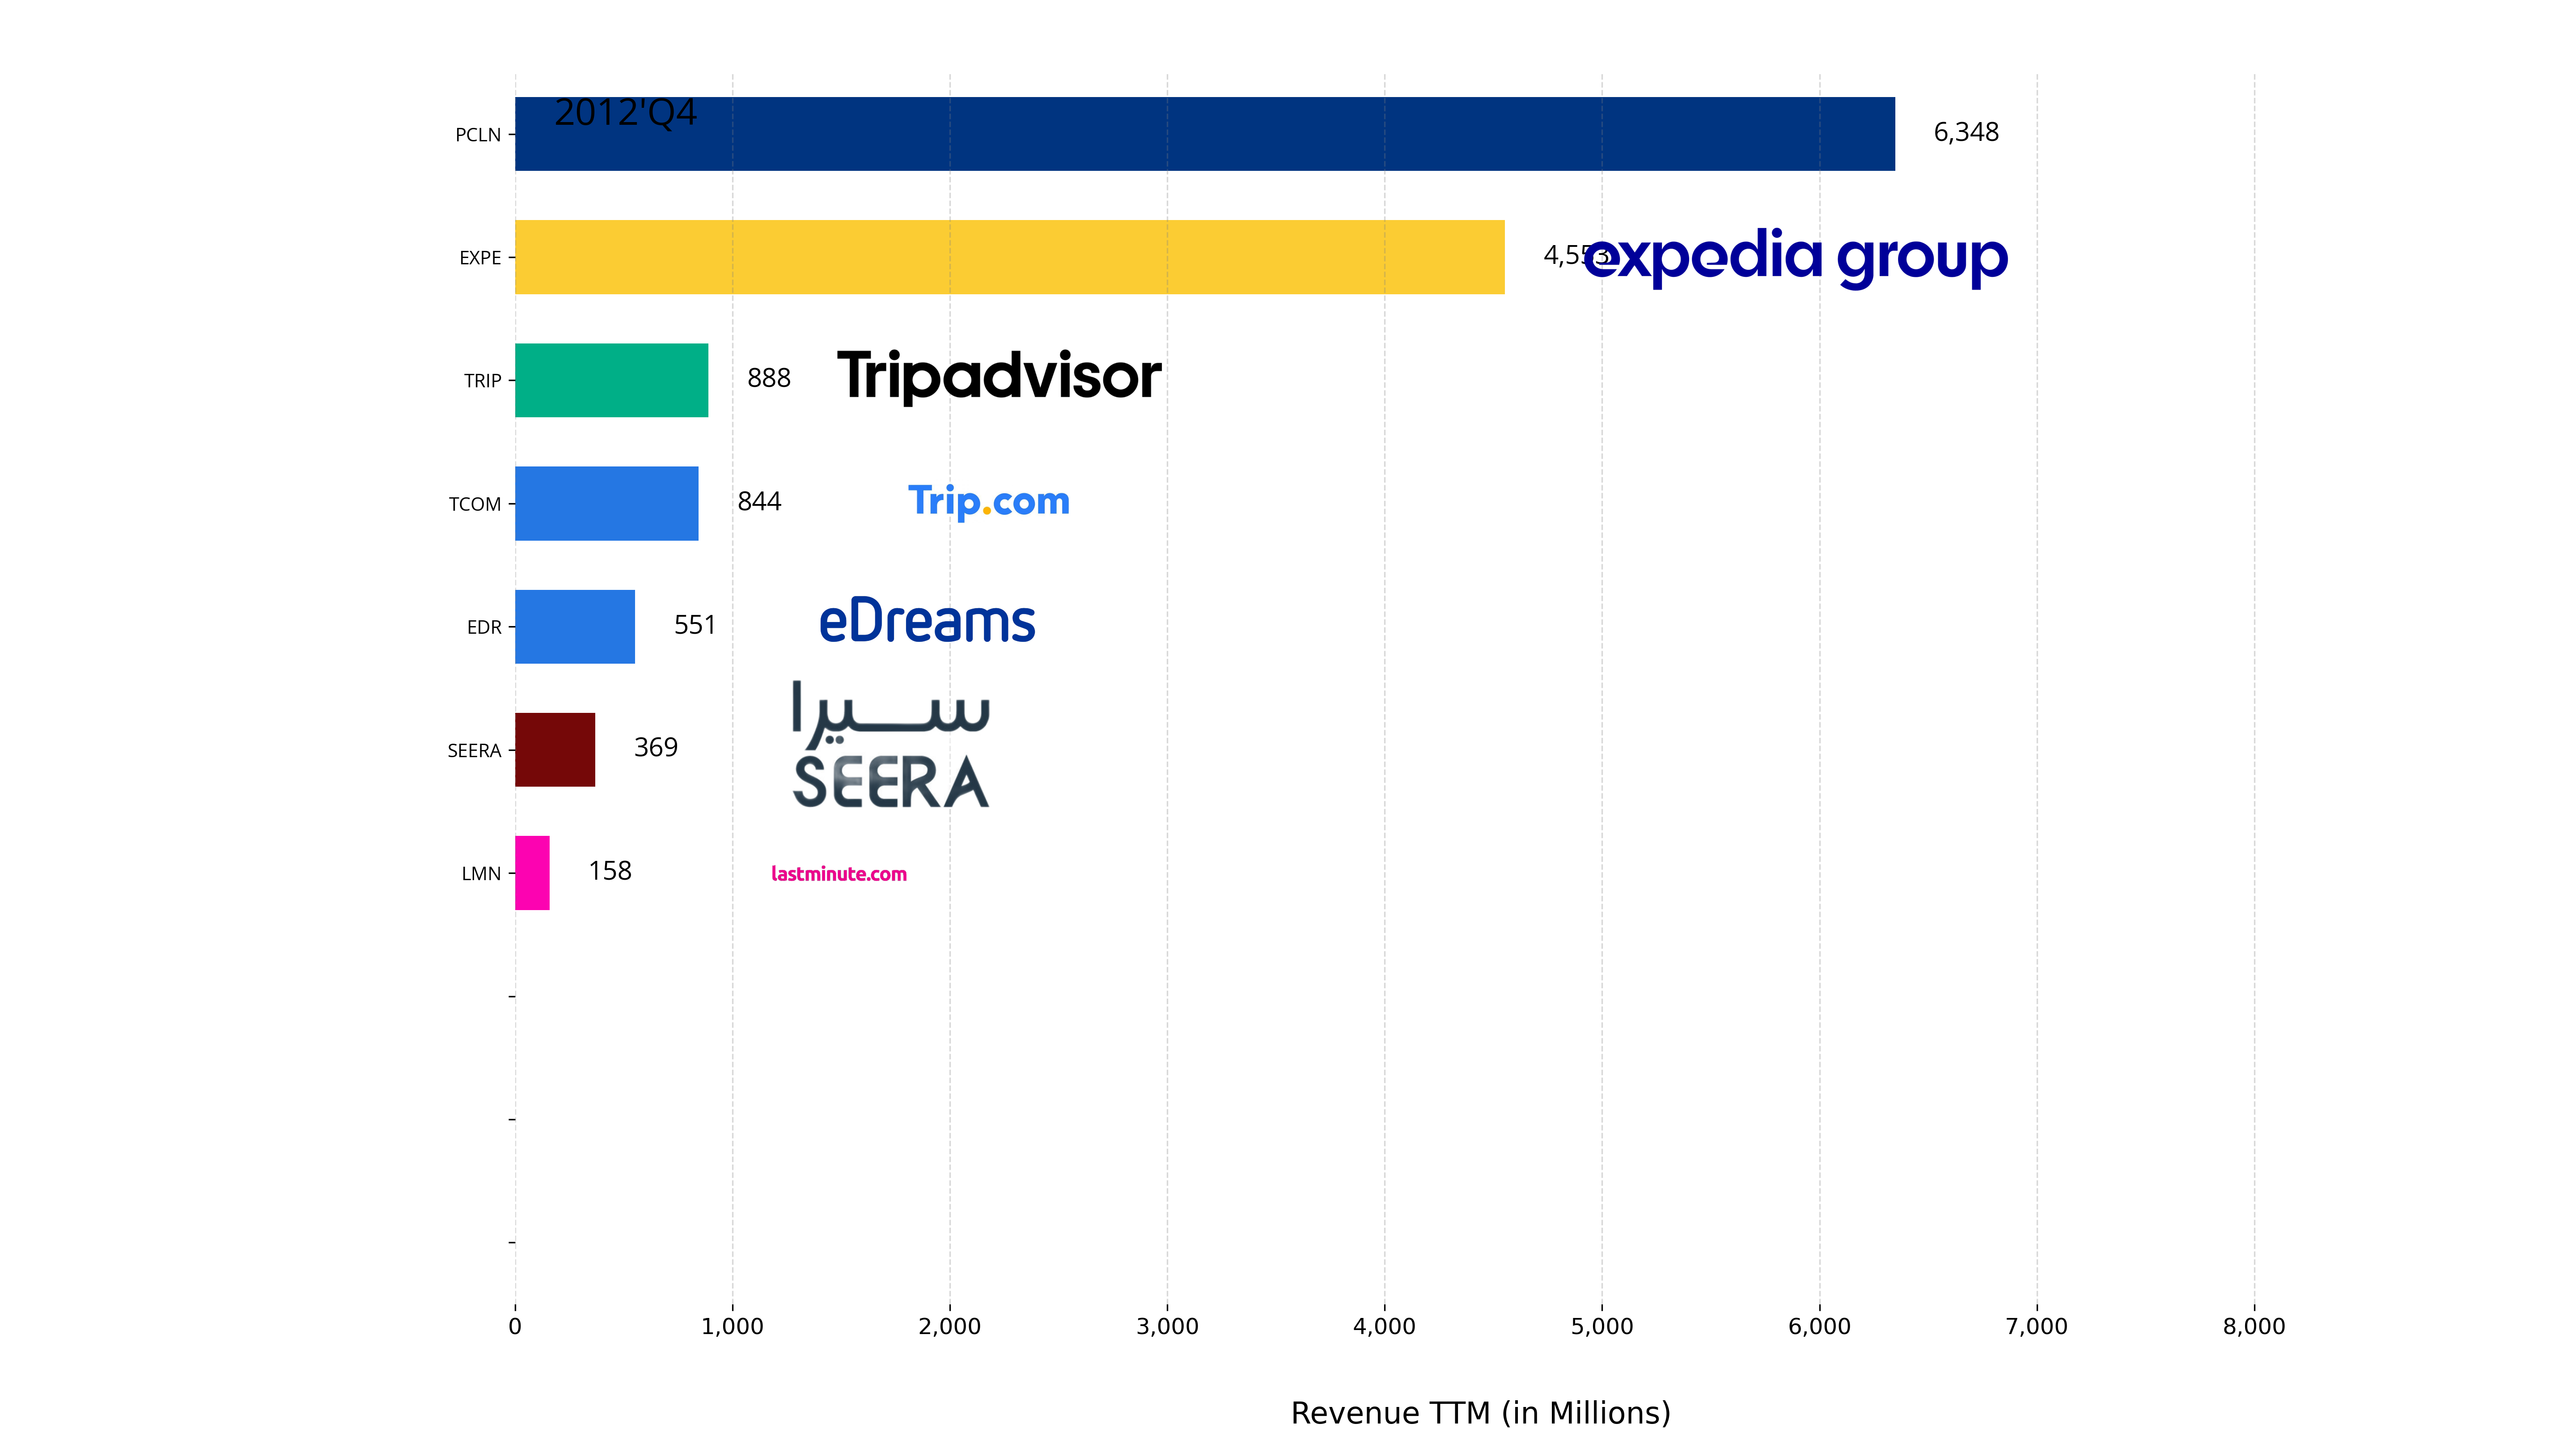 2012'Q4
PCLN 6,348
EXPE 4,553 expedia group
TRIP 888 Tripadvisor
TCOM 844 Trip.com
EDR 551 eDreams
سيرا
SEERA 369 SEERA
LMN 158 lastminute.com
0 1,000 2,000 3,000 4,000 5,000 6,000 7,000 8,000
Revenue TTM (in Millions)